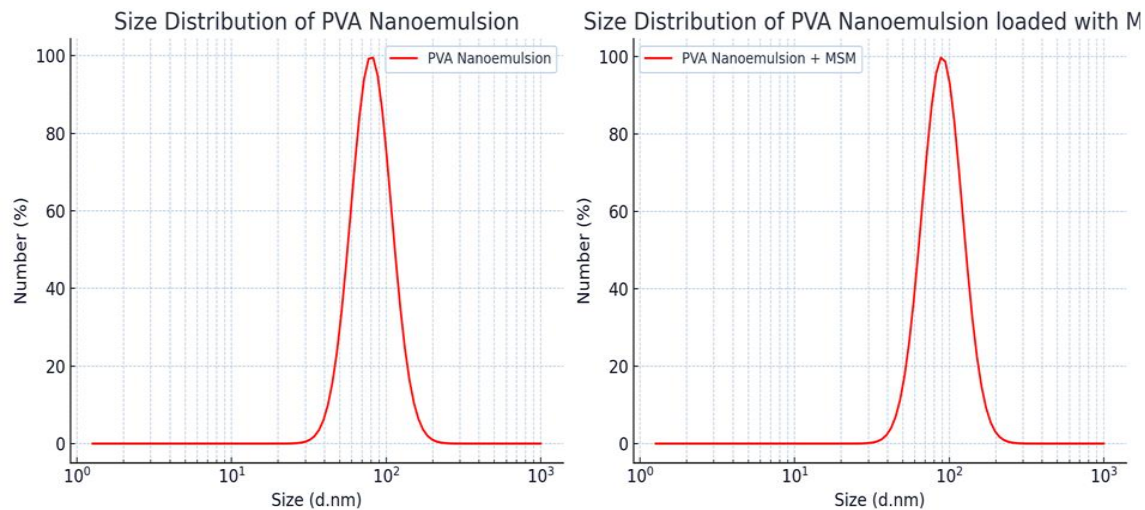 Size Distribution of PVA Nanoemulsion
PVA Nanoemulsion
Number (%)
100
80
60
40
20
0
10⁰
10¹
10²
10³
Size (d.nm)
Size Distribution of PVA Nanoemulsion loaded with M
PVA Nanoemulsion + MSM
Number (%)
100
80
60
40
20
0
10⁰
10¹
10²
10³
Size (d.nm)